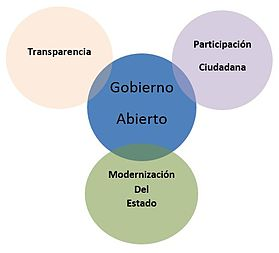 Transparencia
Participación
Ciudadana
Gobierno
Abierto
Modernización
Del
Estado